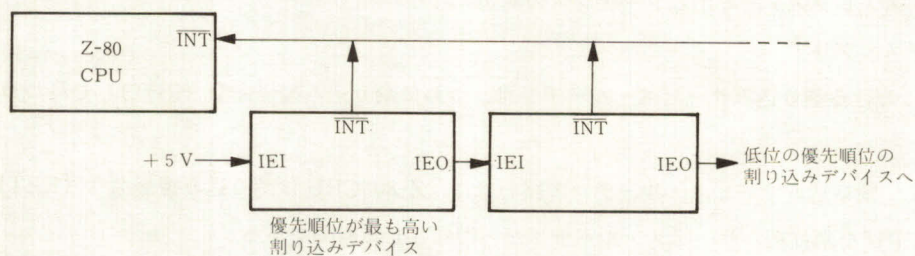 Z-80
CPU
INT
INT
INT
+5 V
IEI
IEO
IEI
IEO
低位の優先順位の
割り込みデバイスへ
優先順位が最も高い
割り込みデバイス